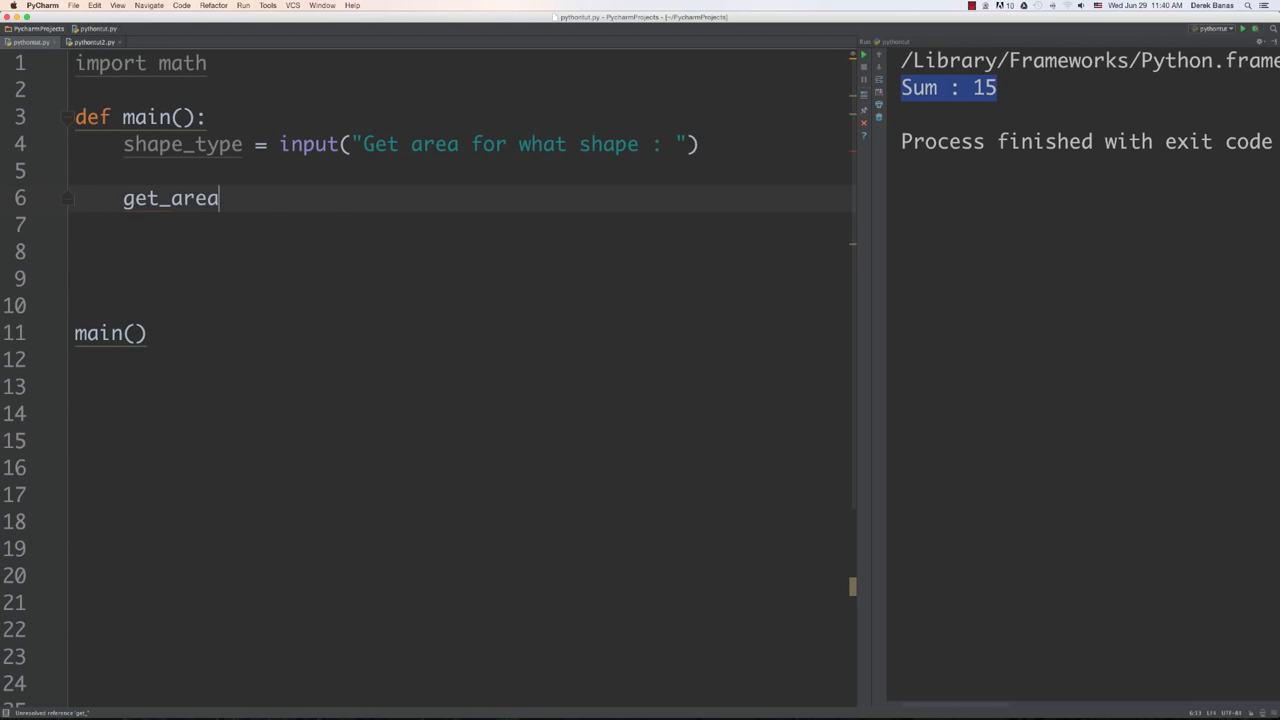 PyCharm File Edit View Navigate Code Refactor Run Tools VCS Window Help 10 Wed Jun 29 11:40 AM Derek Banas
pythontut.py - PycharmProjects - [~/PycharmProjects]
PycharmProjects pythontut.py pythontut
pythontut.py pythontut2.py Run: pythontut
1 import math
2
3 def main():
4 shape_type = input("Get area for what shape : ")
5
6 get_area
7
8
9
10
11 main()
12
13
14
15
16
17
18
19
20
21
22
23
24
25
/Library/Frameworks/Python.frame
Sum : 15
Process finished with exit code
Unresolved reference 'get_' 6:13 LF≑ UTF-8≑